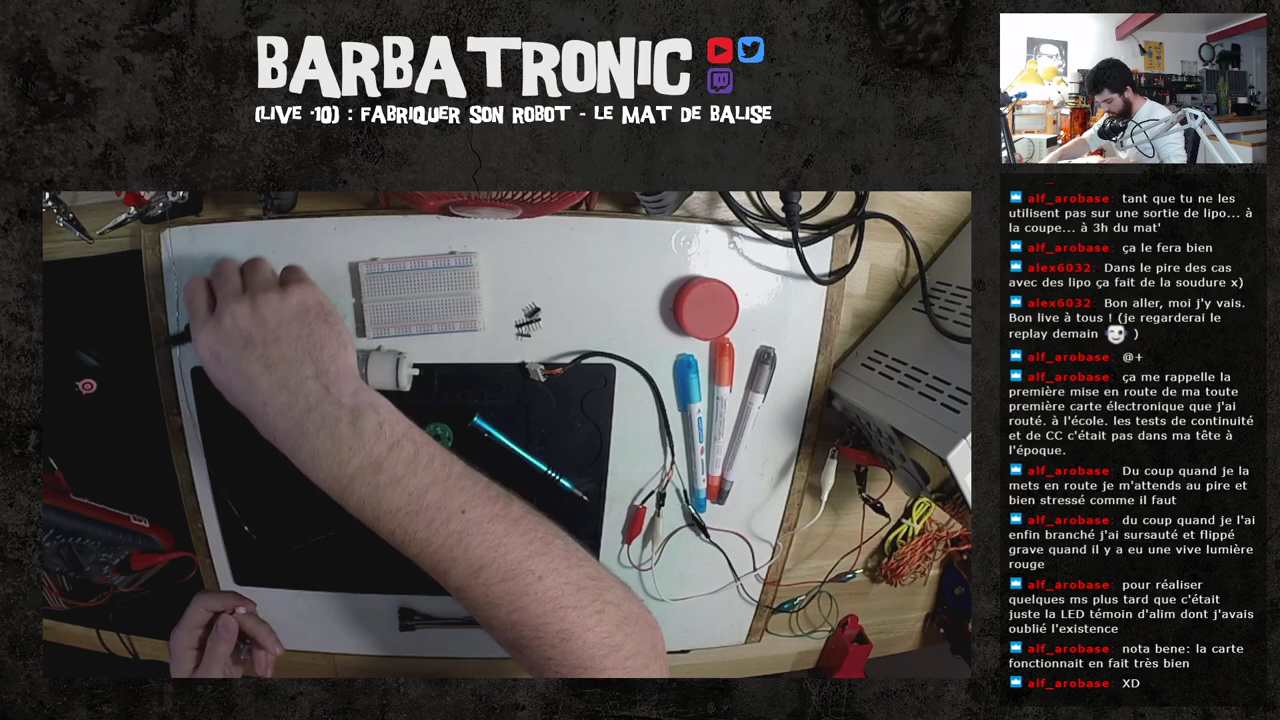 BARBATRONIC
(LIVE -10) : FABRIQUER SON ROBOT - LE MAT DE BALISE
alf_arobase: tant que tu ne les
utilisent pas sur une sortie de lipo... à
la coupe... à 3h du mat'
alf_arobase: ça le fera bien
alex6032: Dans le pire des cas
avec des lipo ça fait de la soudure x)
alex6032: Bon aller, moi j'y vais.
Bon live à tous ! (je regarderai le
replay demain )
alf_arobase: @+
alf_arobase: ça me rappelle la
première mise en route de ma toute
première carte électronique que j'ai
routé. à l'école. les tests de continuité
et de CC c'était pas dans ma tête à
l'époque.
alf_arobase: Du coup quand je la
mets en route je m'attends au pire et
bien stressé comme il faut
alf_arobase: du coup quand je l'ai
enfin branché j'ai sursauté et flippé
grave quand il y a eu une vive lumière
rouge
alf_arobase: pour réaliser
quelques ms plus tard que c'était
juste la LED témoin d'alim dont j'avais
oublié l'existence
alf_arobase: nota bene: la carte
fonctionnait en fait très bien
alf_arobase: XD